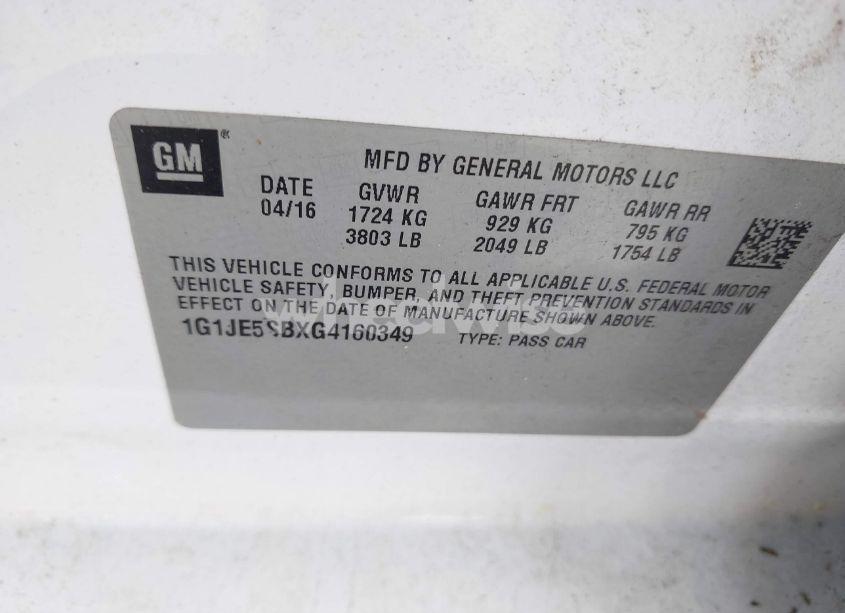 GM®
MFD BY GENERAL MOTORS LLC
DATE GVWR GAWR FRT GAWR RR
04/16 1724 KG 929 KG 795 KG
3803 LB 2049 LB 1754 LB
THIS VEHICLE CONFORMS TO ALL APPLICABLE U.S. FEDERAL MOTOR
VEHICLE SAFETY, BUMPER, AND THEFT PREVENTION STANDARDS IN
EFFECT ON THE DATE OF MANUFACTURE SHOWN ABOVE.
1G1JE5SBXG4160349 TYPE: PASS CAR
wheelwise